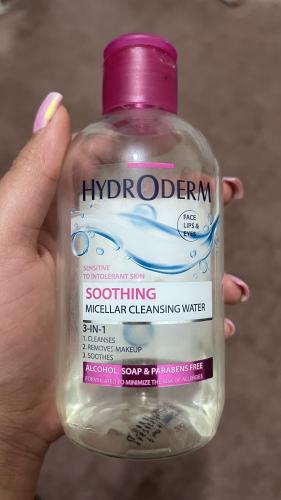 HYDRODERM
FACE
LIPS &
EYES
SENSITIVE
TO INTOLERANT SKIN
SOOTHING
MICELLAR CLEANSING WATER
3-IN-1
1. CLEANSES
2. REMOVES MAKEUP
3. SOOTHES
ALCOHOL, SOAP & PARABENS FREE
FORMULATED TO MINIMIZE THE RISK OF ALLERGIES